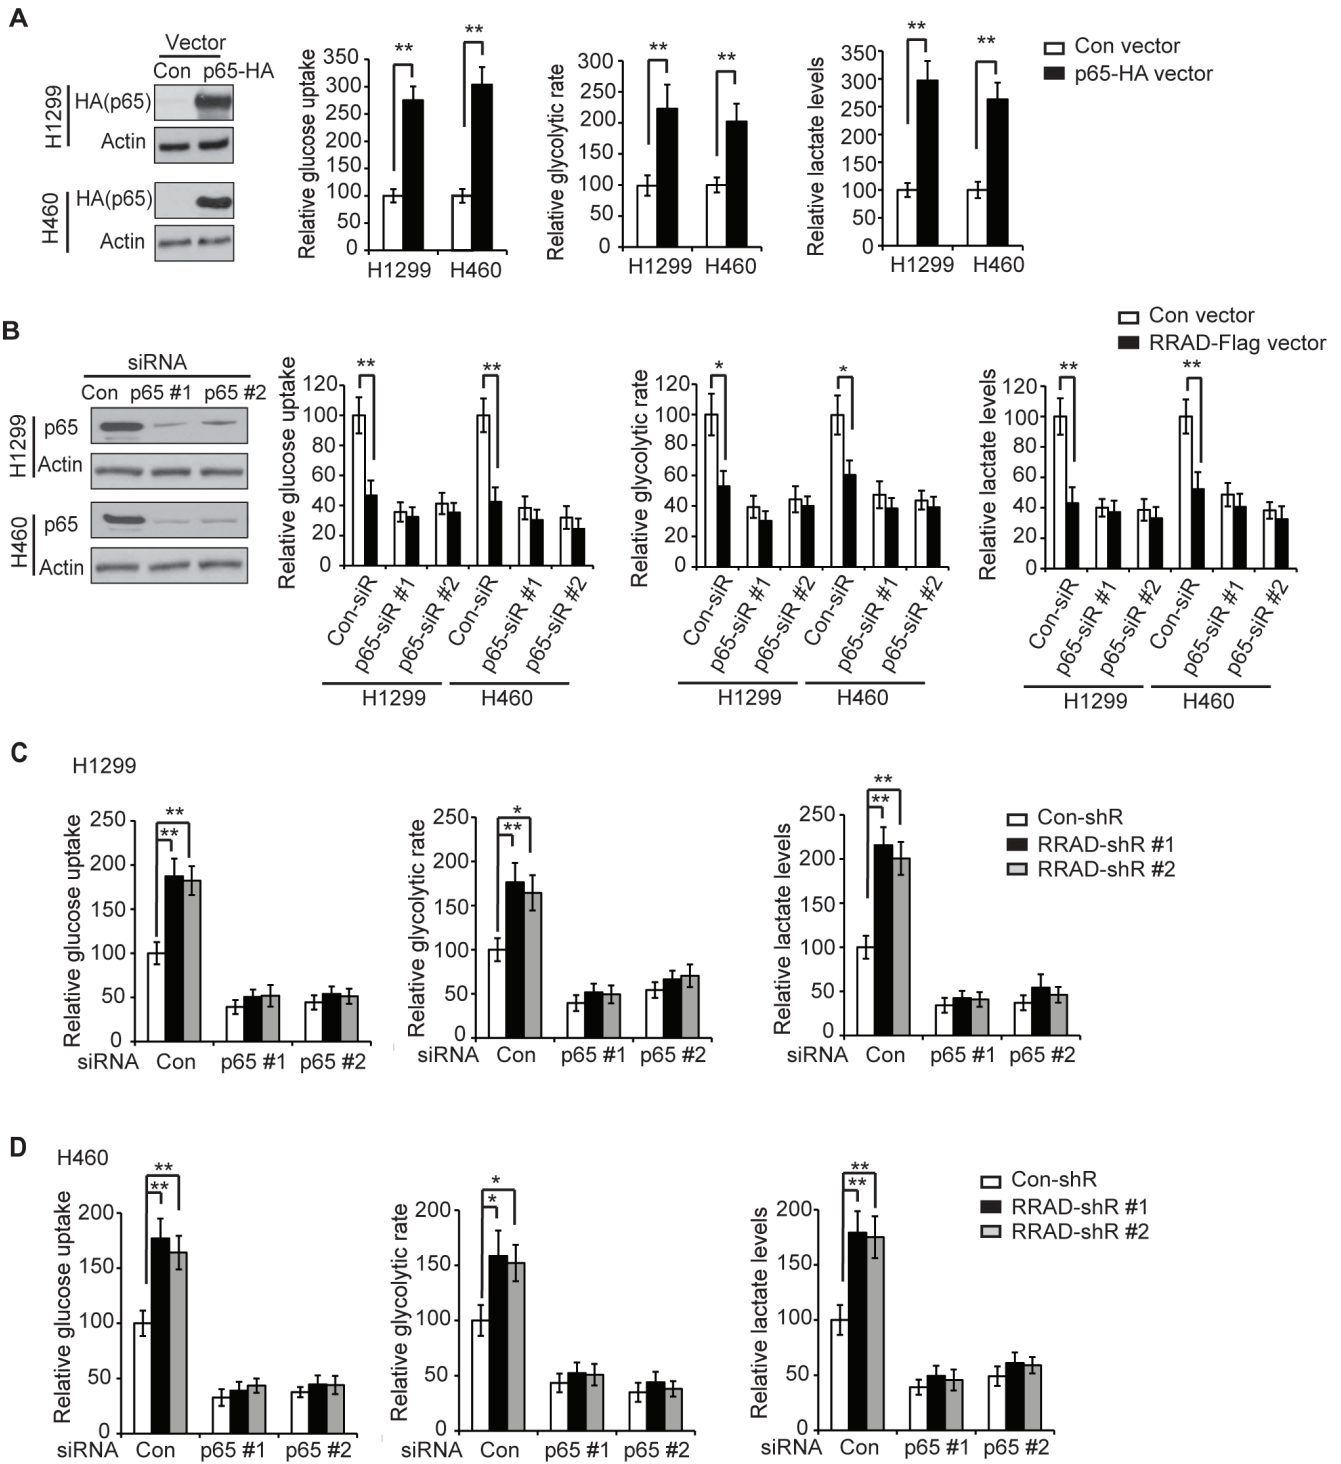 A
Vector
Con p65-HA
H1299
HA(p65)
Actin
H460
HA(p65)
Actin
Relative glucose uptake
350
300
250
200
150
100
50
0
** **
H1299 H460
Relative glycolytic rate
300
250
200
150
100
50
0
** **
H1299 H460
Relative lactate levels
350
300
250
200
150
100
50
0
** **
H1299 H460
Con vector
p65-HA vector
B
siRNA
Con p65 #1 p65 #2
H1299
p65
Actin
H460
p65
Actin
Relative glucose uptake
120
100
80
60
40
20
0
** **
Con-siR
p65-siR #1
p65-siR #2
Con-siR
p65-siR #1
p65-siR #2
H1299 H460
Relative glycolytic rate
120
100
80
60
40
20
0
* *
Con-siR
p65-siR #1
p65-siR #2
Con-siR
p65-siR #1
p65-siR #2
H1299 H460
Relative lactate levels
120
100
80
60
40
20
0
** **
Con-siR
p65-siR #1
p65-siR #2
Con-siR
p65-siR #1
p65-siR #2
H1299 H460
Con vector
RRAD-Flag vector
C
H1299
Relative glucose uptake
250
200
150
100
50
0
**
**
siRNA Con p65 #1 p65 #2
Relative glycolytic rate
250
200
150
100
50
0
*
**
siRNA Con p65 #1 p65 #2
Relative lactate levels
250
200
150
100
50
0
**
**
siRNA Con p65 #1 p65 #2
Con-shR
RRAD-shR #1
RRAD-shR #2
D
H460
Relative glucose uptake
200
150
100
50
0
**
**
siRNA Con p65 #1 p65 #2
Relative glycolytic rate
200
150
100
50
0
*
*
siRNA Con p65 #1 p65 #2
Relative lactate levels
200
150
100
50
0
**
**
siRNA Con p65 #1 p65 #2
Con-shR
RRAD-shR #1
RRAD-shR #2